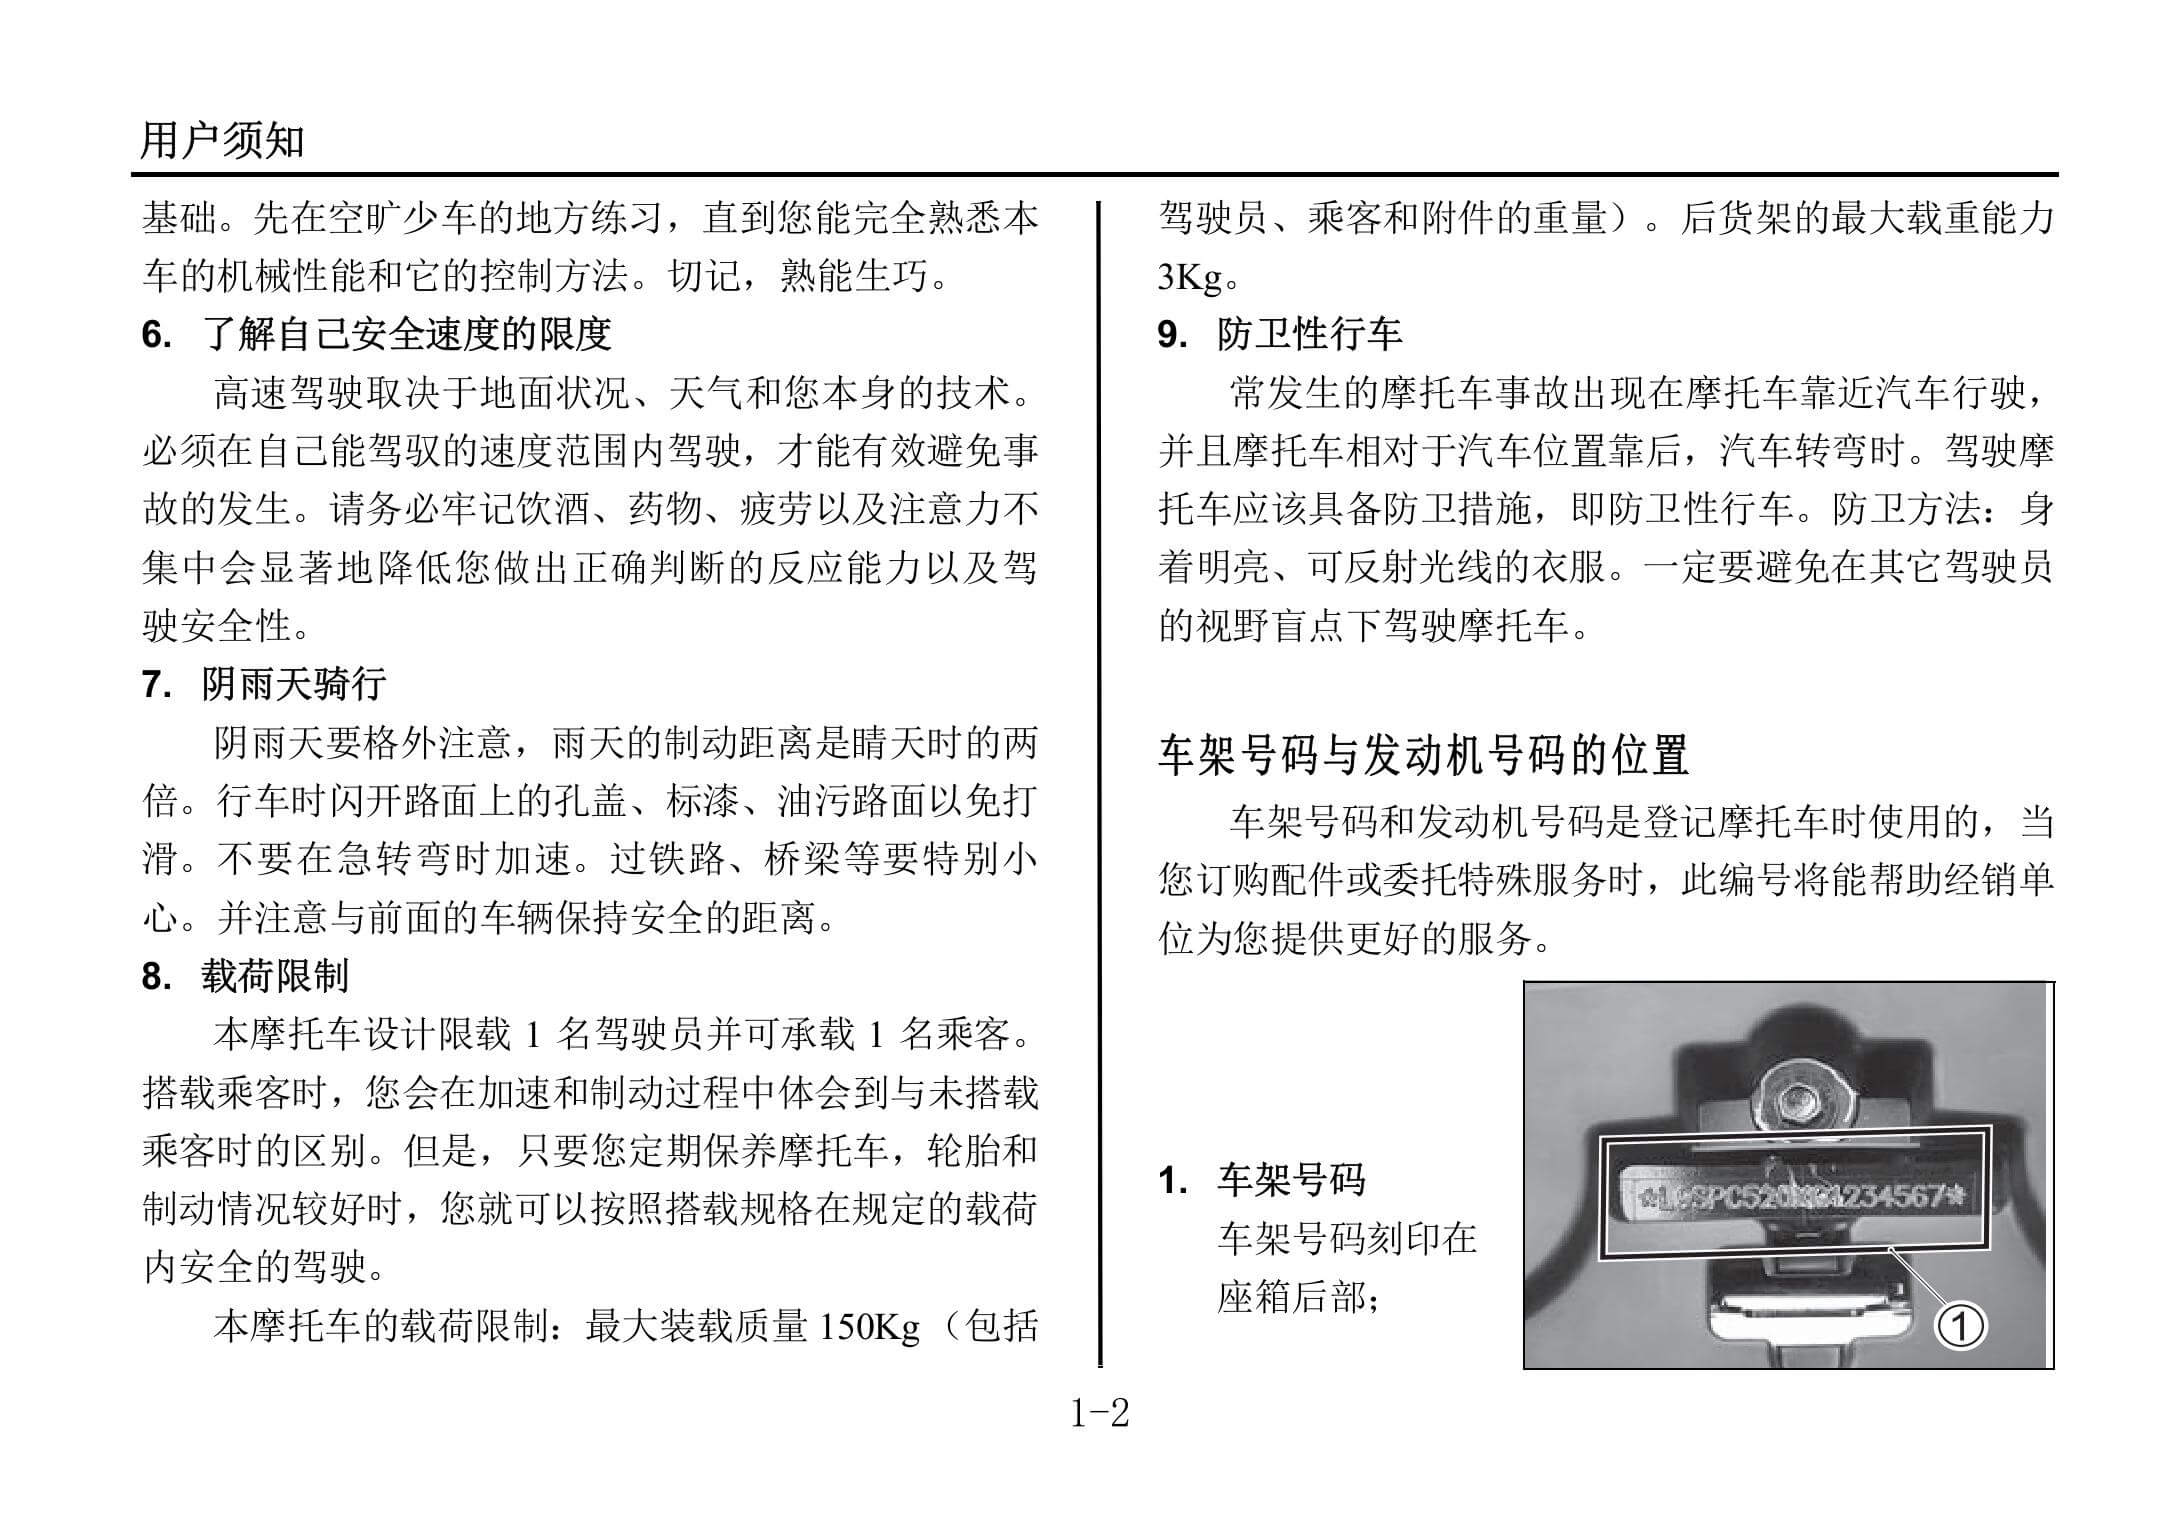 用户须知
基础。先在空旷少车的地方练习，直到您能完全熟悉本
车的机械性能和它的控制方法。切记，熟能生巧。
6. 了解自己安全速度的限度
高速驾驶取决于地面状况、天气和您本身的技术。
必须在自己能驾驭的速度范围内驾驶，才能有效避免事
故的发生。请务必牢记饮酒、药物、疲劳以及注意力不
集中会显著地降低您做出正确判断的反应能力以及驾
驶安全性。
7. 阴雨天骑行
阴雨天要格外注意，雨天的制动距离是晴天时的两
倍。行车时闪开路面上的孔盖、标漆、油污路面以免打
滑。不要在急转弯时加速。过铁路、桥梁等要特别小
心。并注意与前面的车辆保持安全的距离。
8. 载荷限制
本摩托车设计限载 1 名驾驶员并可承载 1 名乘客。
搭载乘客时，您会在加速和制动过程中体会到与未搭载
乘客时的区别。但是，只要您定期保养摩托车，轮胎和
制动情况较好时，您就可以按照搭载规格在规定的载荷
内安全的驾驶。
本摩托车的载荷限制：最大装载质量 150Kg（包括
驾驶员、乘客和附件的重量）。后货架的最大载重能力
3Kg。
9. 防卫性行车
常发生的摩托车事故出现在摩托车靠近汽车行驶，
并且摩托车相对于汽车位置靠后，汽车转弯时。驾驶摩
托车应该具备防卫措施，即防卫性行车。防卫方法：身
着明亮、可反射光线的衣服。一定要避免在其它驾驶员
的视野盲点下驾驶摩托车。
车架号码与发动机号码的位置
车架号码和发动机号码是登记摩托车时使用的，当
您订购配件或委托特殊服务时，此编号将能帮助经销单
位为您提供更好的服务。
1. 车架号码
车架号码刻印在
座箱后部；
①
1-2